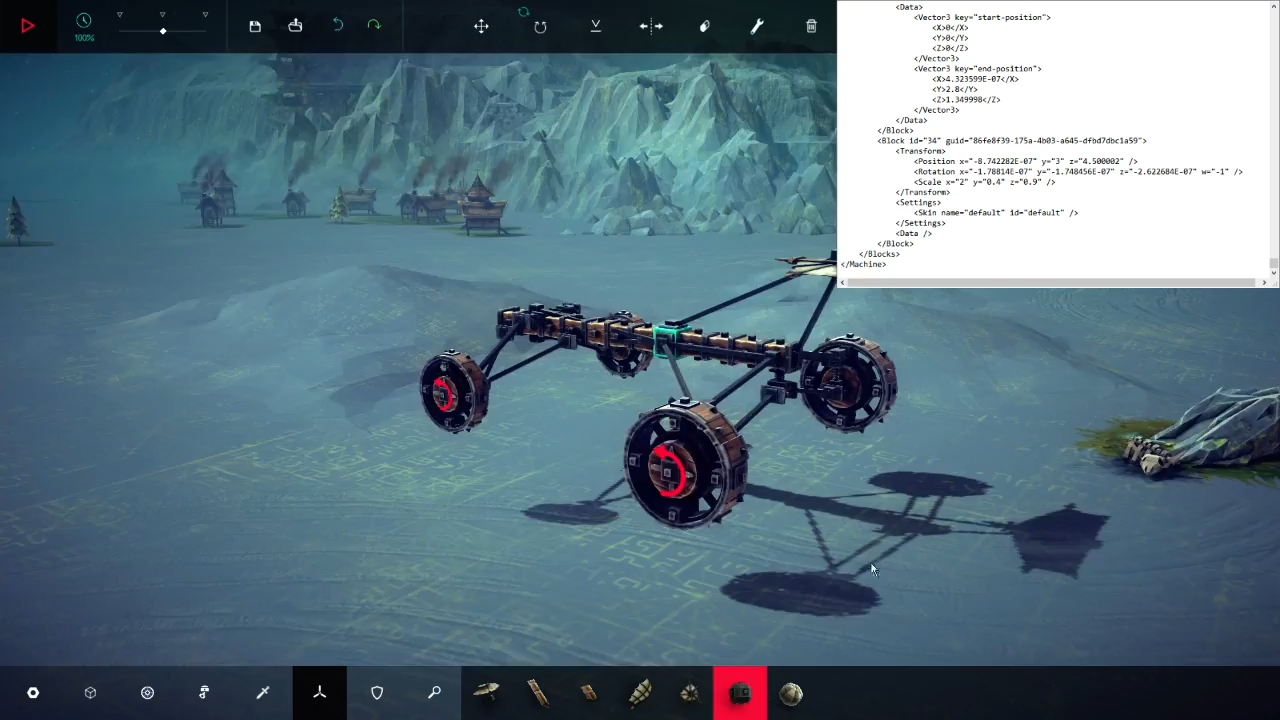 100%
<Data>
<Vector3 key="start-position">
<X>0</X>
<Y>0</Y>
<Z>0</Z>
</Vector3>
<Vector3 key="end-position">
<X>4.323599E-07</X>
<Y>2.8</Y>
<Z>1.349998</Z>
</Vector3>
</Data>
</Block>
<Block id="34" guid="86fe8f39-175a-4b03-a645-dfbd7dbc1a59">
<Transform>
<Position x="-8.742282E-07" y="3" z="4.500002" />
<Rotation x="-1.78814E-07" y="-1.748456E-07" z="-2.622684E-07" w="-1" />
<Scale x="2" y="0.4" z="0.9" />
</Transform>
<Settings>
<Skin name="default" id="default" />
</Settings>
<Data />
</Block>
</Blocks>
</Machine>